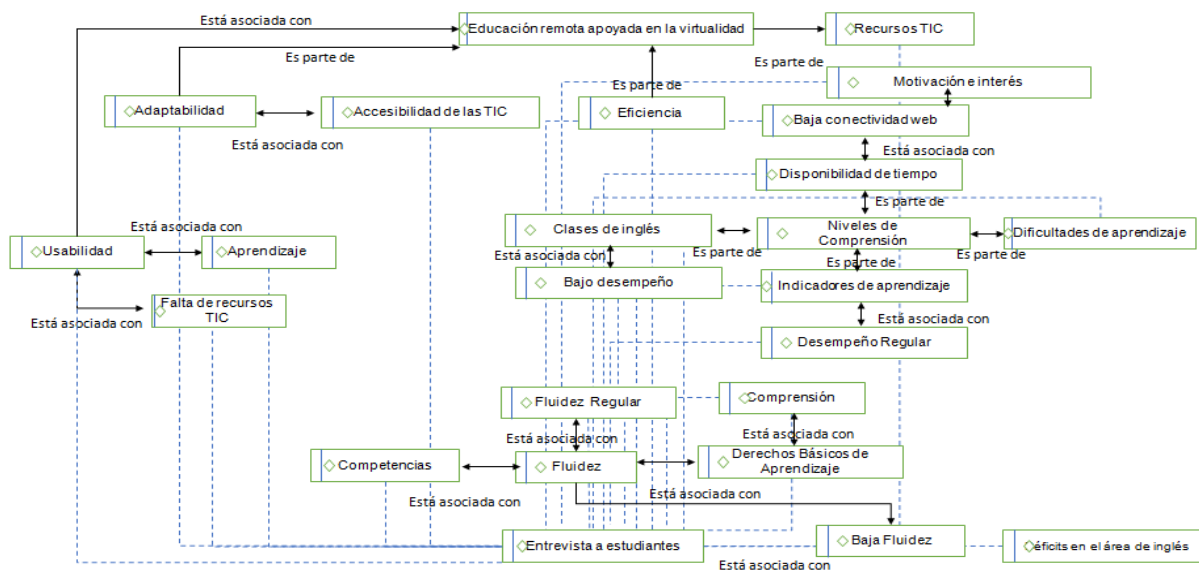 Está asociada con
Educación remota apoyada en la virtualidad
Recursos TIC
Es parte de
Es parte de
Motivación e interés
Es parte de
Adaptabilidad
Accesibilidad de las TIC
Eficiencia
Baja conectividad web
Está asociada con
Está asociada con
Disponibilidad de tiempo
Es parte de
Está asociada con
Clases de inglés
Niveles de
Comprensión
Dificultades de aprendizaje
Usabilidad
Aprendizaje
Está asociada con
Es parte de
Es parte de
Es parte de
Bajo desempeño
Indicadores de aprendizaje
Falta de recursos
TIC
Está asociada con
Está asociada con
Desempeño Regular
Fluidez Regular
Comprensión
Está asociada con
Está asociada con
Competencias
Fluidez
Derechos Básicos de
Aprendizaje
Está asociada con
Está asociada con
Entrevista a estudiantes
Baja Fluidez
Déficits en el área de inglés
Está asociada con